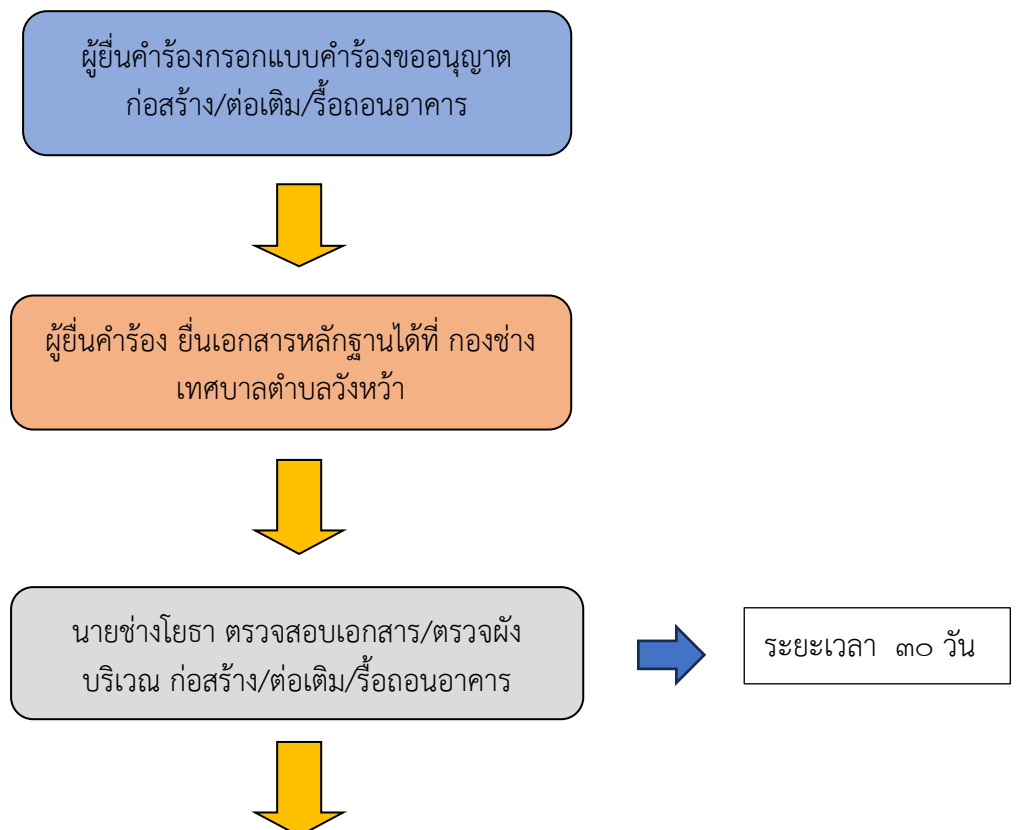 ผู้ยื่นคำร้องกรอกแบบคำร้องขออนุญาต
ก่อสร้าง/ต่อเติม/รื้อถอนอาคาร
ผู้ยื่นคำร้อง ยื่นเอกสารหลักฐานได้ที่ กองช่าง
เทศบาลตำบลวังหว้า
นายช่างโยธา ตรวจสอบเอกสาร/ตรวจผัง
บริเวณ ก่อสร้าง/ต่อเติม/รื้อถอนอาคาร
ระยะเวลา ๓๐ วัน